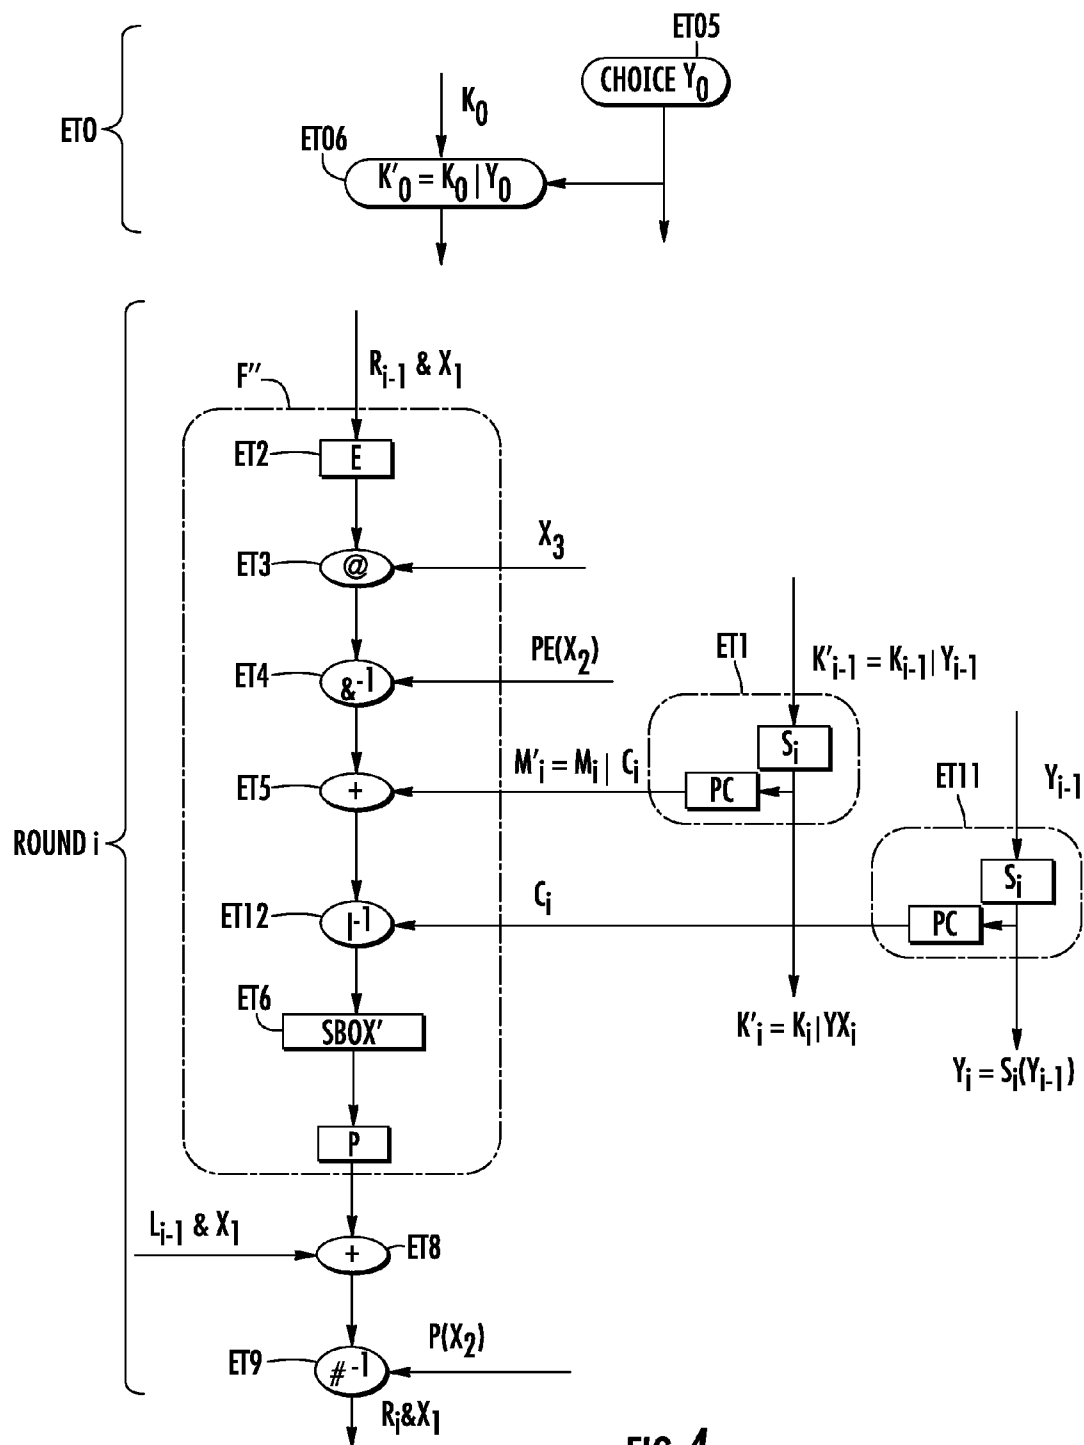 ET05
CHOICE Y0
K0
ET0
ET06
K'0 = K0 | Y0
Ri-1 & X1
F''
ET2
E
X3
ET3
@
PE(X2)
ET4
&-1
ET1
K'i-1 = Ki-1 | Yi-1
Si
M'i = Mi | Ci
PC
ET5
+
ET11
Yi-1
ROUND i
Si
Ci
PC
ET12
|-1
ET6
SBOX'
K'i = Ki | YXi
Yi = Si(Yi-1)
P
Li-1 & X1
+
ET8
P(X2)
ET9
#-1
Ri&X1
FIG. 4